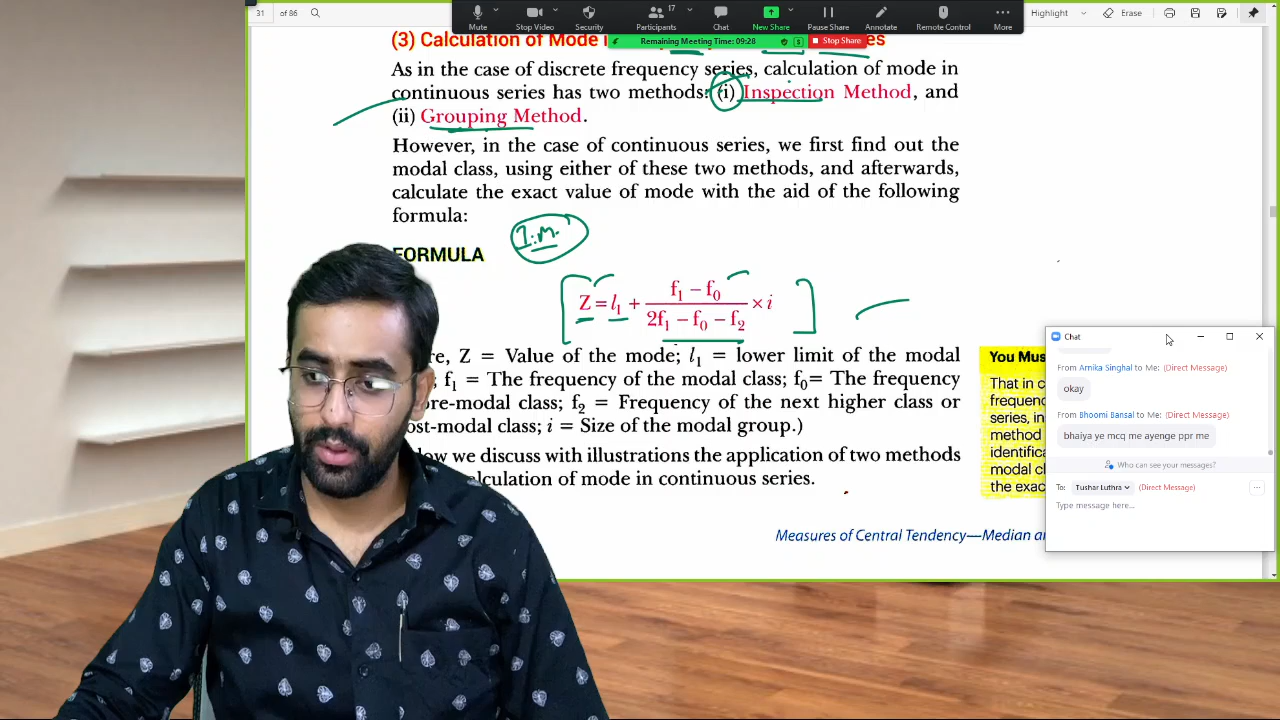 31 of 86
17
Mute Stop Video Security Participants Chat New Share Pause Share Annotate Remote Control More
Highlight Erase
Remaining Meeting Time: 09:28 Stop Share
(3) Calculation of Mode i
es
As in the case of discrete frequency series, calculation of mode in
continuous series has two methods: (i) Inspection Method, and
(ii) Grouping Method.
However, in the case of continuous series, we first find out the
modal class, using either of these two methods, and afterwards,
calculate the exact value of mode with the aid of the following
formula:
I.m.
FORMULA
Z = l₁ + f₁ − f₀ / 2f₁ − f₀ − f₂ × i
re, Z = Value of the mode; l₁ = lower limit of the modal
; f₁ = The frequency of the modal class; f₀= The frequency
re-modal class; f₂ = Frequency of the next higher class or
ost-modal class; i = Size of the modal group.)
ow we discuss with illustrations the application of two methods
lculation of mode in continuous series.
Measures of Central Tendency—Median an
You Mus
That in c
frequenc
series, in
method
identifica
modal cl
the exac
Chat
From Arnika Singhal to Me: (Direct Message)
okay
From Bhoomi Bansal to Me: (Direct Message)
bhaiya ye mcq me ayenge ppr me
Who can see your messages?
To: Tushar Luthra (Direct Message)
Type message here...